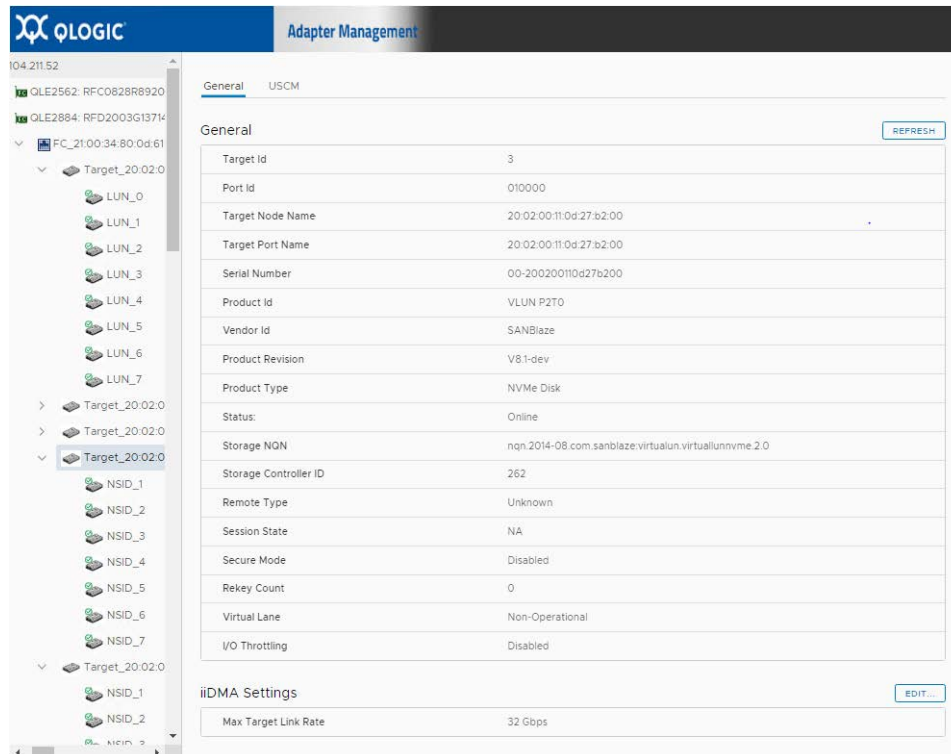 QLOGIC
Adapter Management
104.211.52
QLE2562: RFC0828R8920
QLE2884: RFD2003G13714
FC_21:00:34:80:0d:61
Target_20:02:0
LUN_0
LUN_1
LUN_2
LUN_3
LUN_4
LUN_5
LUN_6
LUN_7
Target_20:02:0
Target_20:02:0
Target_20:02:0
NSID_1
NSID_2
NSID_3
NSID_4
NSID_5
NSID_6
NSID_7
Target_20:02:0
NSID_1
NSID_2
NSID_3
General USCM
General REFRESH
Target Id 3
Port Id 010000
Target Node Name 20:02:00:11:0d:27:b2:00
Target Port Name 20:02:00:11:0d:27:b2:00
Serial Number 00-200200110d27b200
Product Id VLUN P2T0
Vendor Id SANBlaze
Product Revision V8.1-dev
Product Type NVMe Disk
Status: Online
Storage NQN nqn.2014-08.com.sanblaze:virtualun.virtuallunnvme.2.0
Storage Controller ID 262
Remote Type Unknown
Session State NA
Secure Mode Disabled
Rekey Count 0
Virtual Lane Non-Operational
I/O Throttling Disabled
iiDMA Settings EDIT...
Max Target Link Rate 32 Gbps